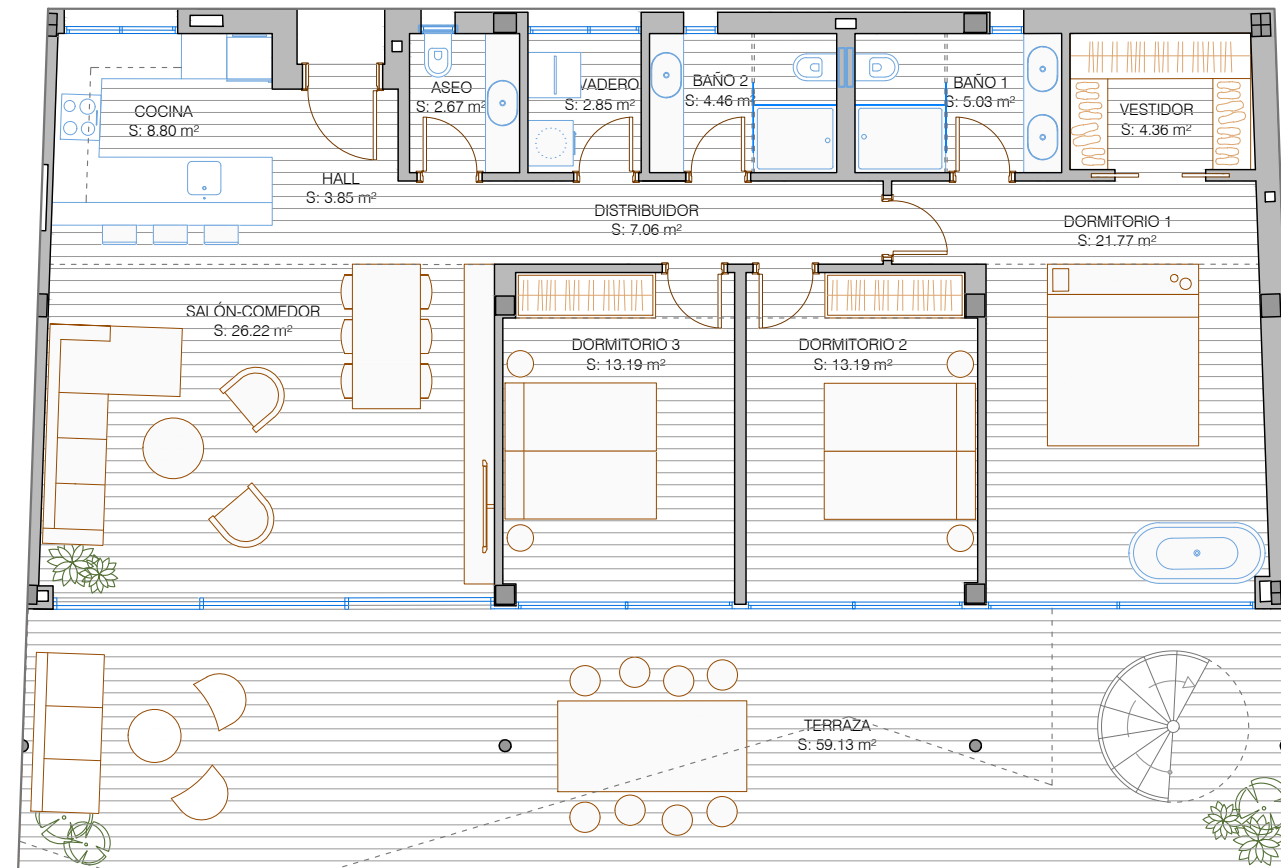 COCINA
S: 8.80 m²
HALL
S: 3.85 m²
ASEO
S: 2.67 m²
VADERO
S: 2.85 m²
BAÑO 2
S: 4.46 m²
BAÑO 1
S: 5.03 m²
VESTIDOR
S: 4.36 m²
DISTRIBUIDOR
S: 7.06 m²
DORMITORIO 1
S: 21.77 m²
SALÓN-COMEDOR
S: 26.22 m²
DORMITORIO 3
S: 13.19 m²
DORMITORIO 2
S: 13.19 m²
TERRAZA
S: 59.13 m²